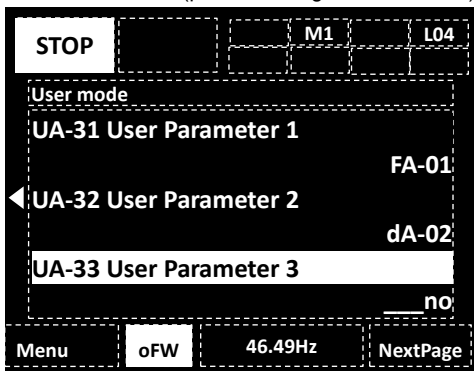 STOP
M1
L04
User mode
UA-31 User Parameter 1
FA-01
UA-32 User Parameter 2
dA-02
UA-33 User Parameter 3
___no
Menu oFW 46.49Hz NextPage